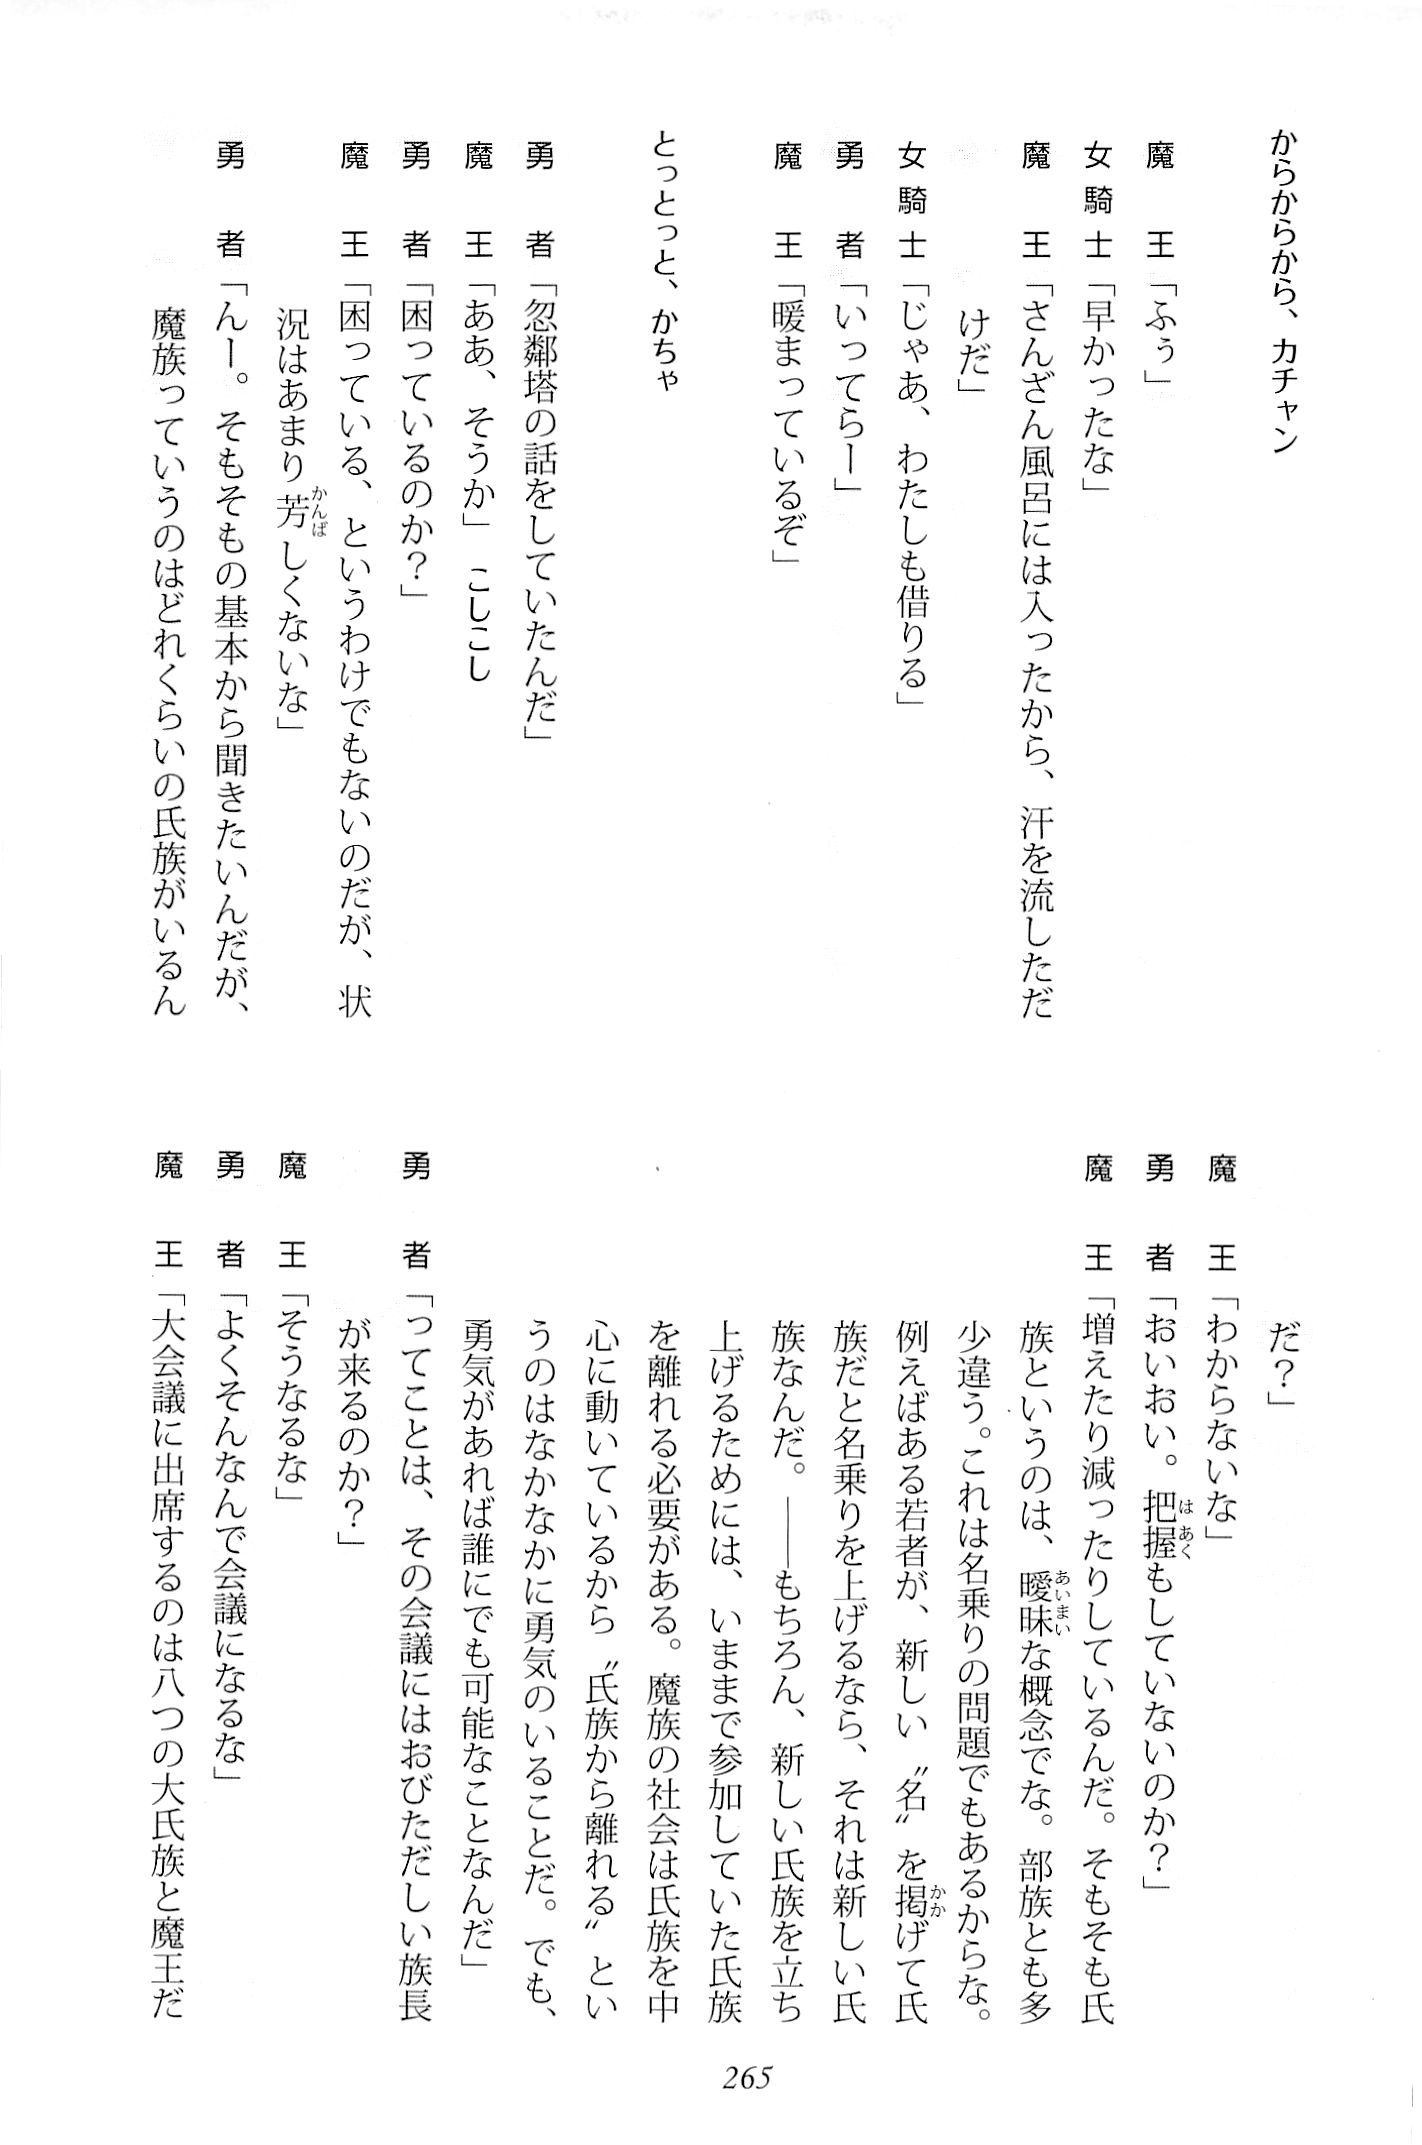 からからから、カチャン
魔　王「ふぅ」
女騎士「早かったな」
魔　王「さんざん風呂には入ったから、汗を流しただ
けだ」
女騎士「じゃあ、わたしも借りる」
勇　者「いってらー」
魔　王「暖まっているぞ」
とっとっと、かちゃ
勇　者「忽鄰塔の話をしていたんだ」
魔　王「ああ、そうか」　こしこし
勇　者「困っているのか？」
魔　王「困っている、というわけでもないのだが、状
況はあまり芳しくないな」
勇　者「んー。そもそもの基本から聞きたいんだが、
魔族っていうのはどれくらいの氏族がいるん
だ？」
魔　王「わからないな」
勇　者「おいおい。把握もしていないのか？」
魔　王「増えたり減ったりしているんだ。そもそも氏
族というのは、曖昧な概念でな。部族とも多
少違う。これは名乗りの問題でもあるからな。
例えばある若者が、新しい〝名〟を掲げて氏
族だと名乗りを上げるなら、それは新しい氏
族なんだ。――もちろん、新しい氏族を立ち
上げるためには、いままで参加していた氏族
を離れる必要がある。魔族の社会は氏族を中
心に動いているから〝氏族から離れる〟とい
うのはなかなかに勇気のいることだ。でも、
勇気があれば誰にでも可能なことなんだ」
勇　者「ってことは、その会議にはおびただしい族長
が来るのか？」
魔　王「そうなるな」
勇　者「よくそんなんで会議になるな」
魔　王「大会議に出席するのは八つの大氏族と魔王だ
265